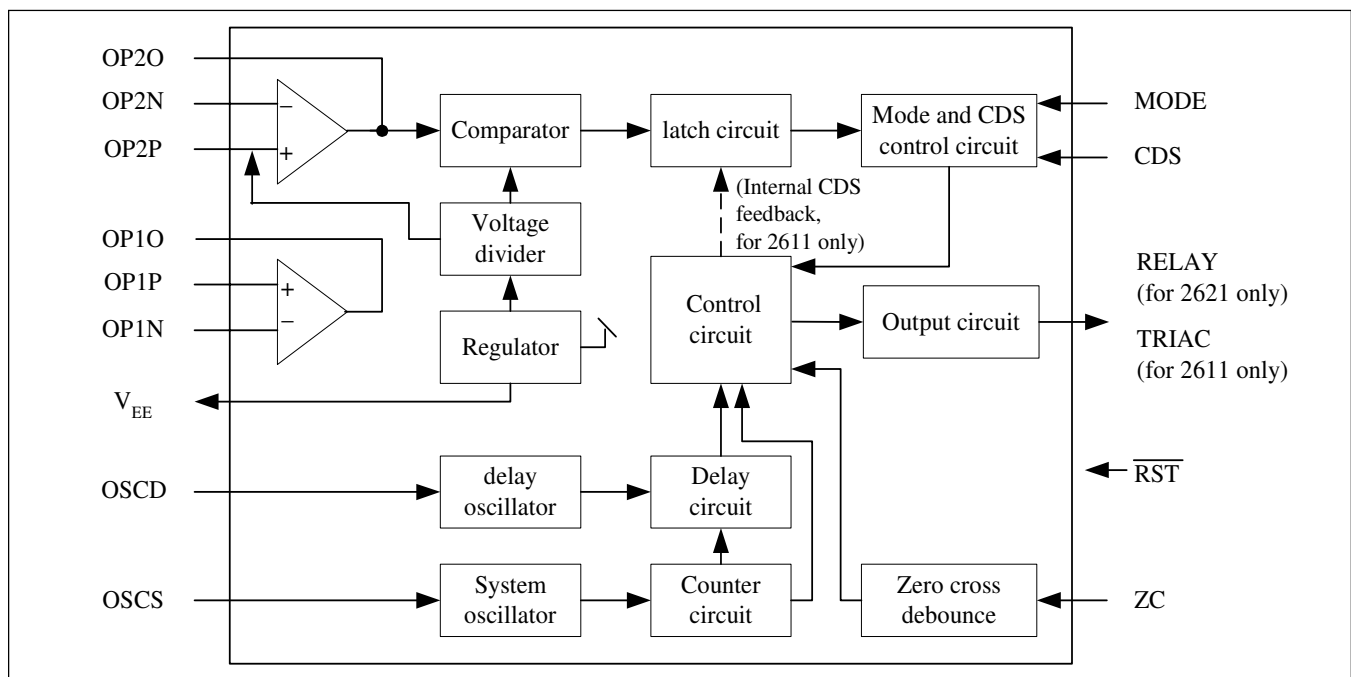 OP2O
OP2N
OP2P
OP1O
OP1P
OP1N
VEE
OSCD
OSCS
−
+
+
−
Comparator
Voltage
divider
Regulator
delay
oscillator
System
oscillator
latch circuit
(Internal CDS
feedback,
for 2611 only)
Control
circuit
Delay
circuit
Counter
circuit
Mode and CDS
control circuit
Output circuit
Zero cross
debounce
MODE
CDS
RELAY
(for 2621 only)
TRIAC
(for 2611 only)
RST
ZC